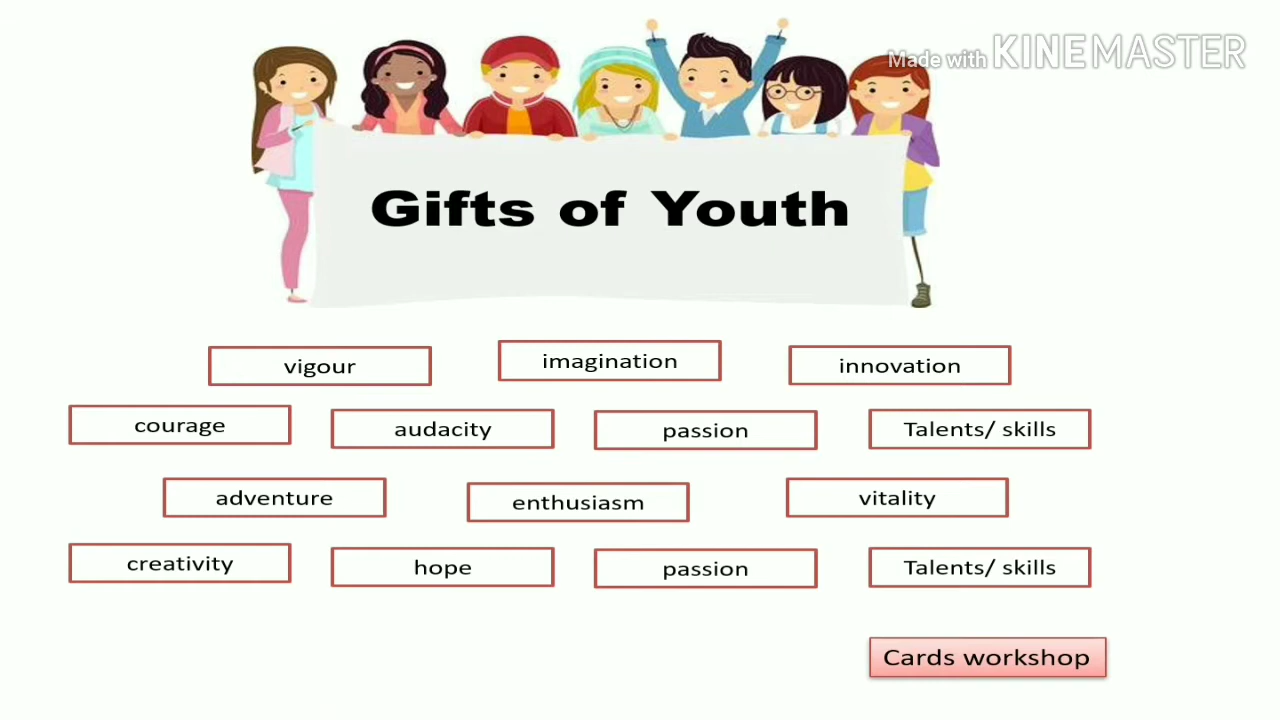 Made with KINEMASTER
Gifts of Youth
vigour
imagination
innovation
courage
audacity
passion
Talents/ skills
adventure
enthusiasm
vitality
creativity
hope
passion
Talents/ skills
Cards workshop